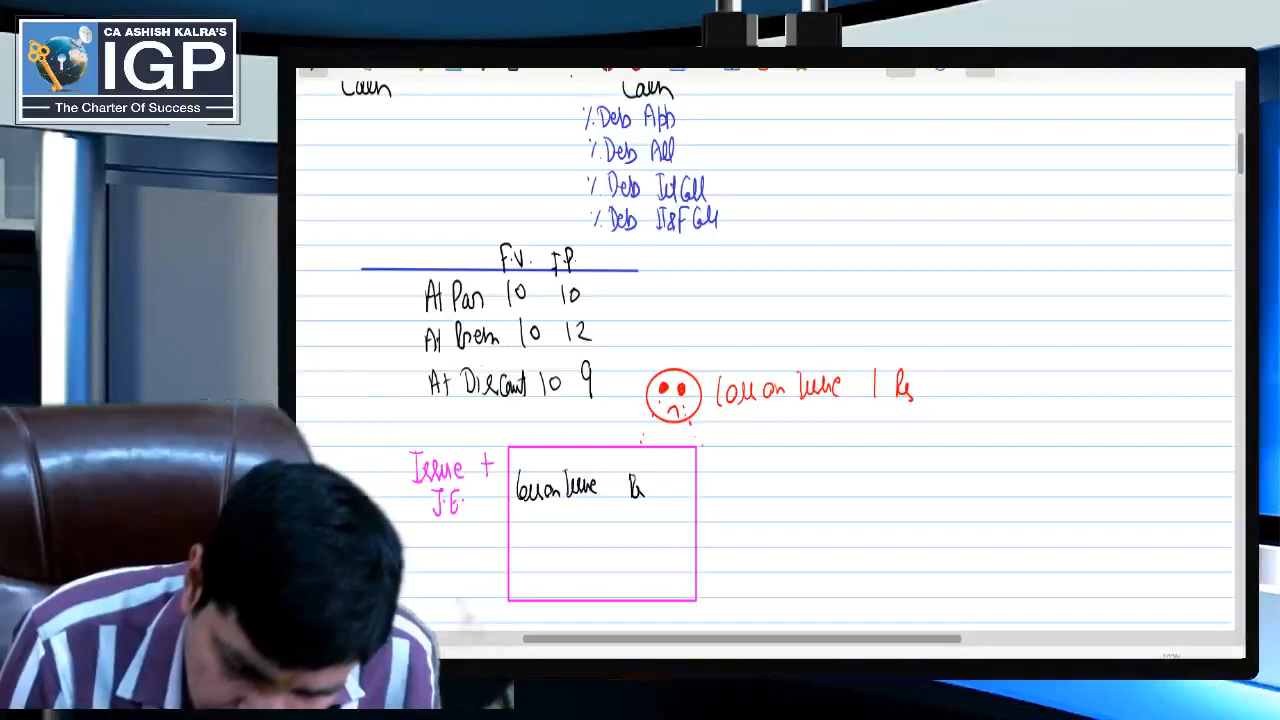 CA ASHISH KALRA'S
IGP
The Charter Of Success
Cash Cash
% Deb App
% Deb All
% Deb Ist Call
% Deb II & F Call
F.V. I.P.
At Par 10 10
At Prem 10 12
At Discount 10 9
Loss on Issue 1 Rs
Issue +
J.E.
Loss on Issue